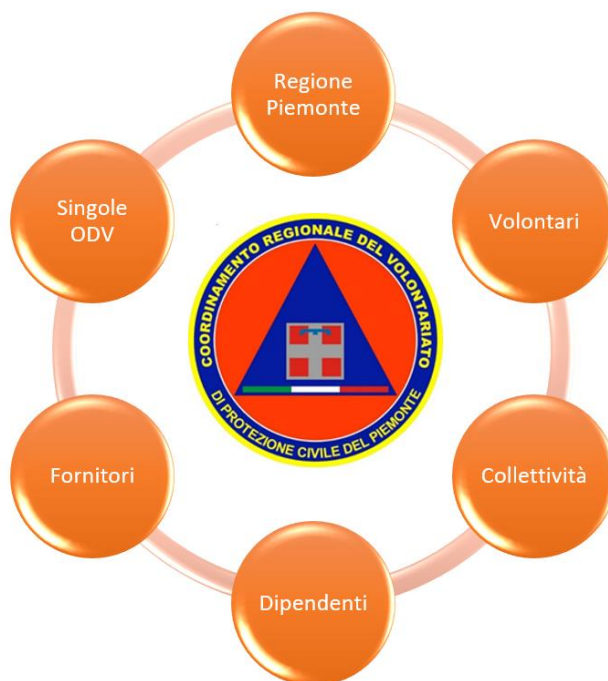 Regione
Piemonte
Singole
ODV
Volontari
COORDINAMENTO REGIONALE DEL VOLONTARIATO
DI PROTEZIONE CIVILE DEL PIEMONTE
Fornitori
Collettività
Dipendenti